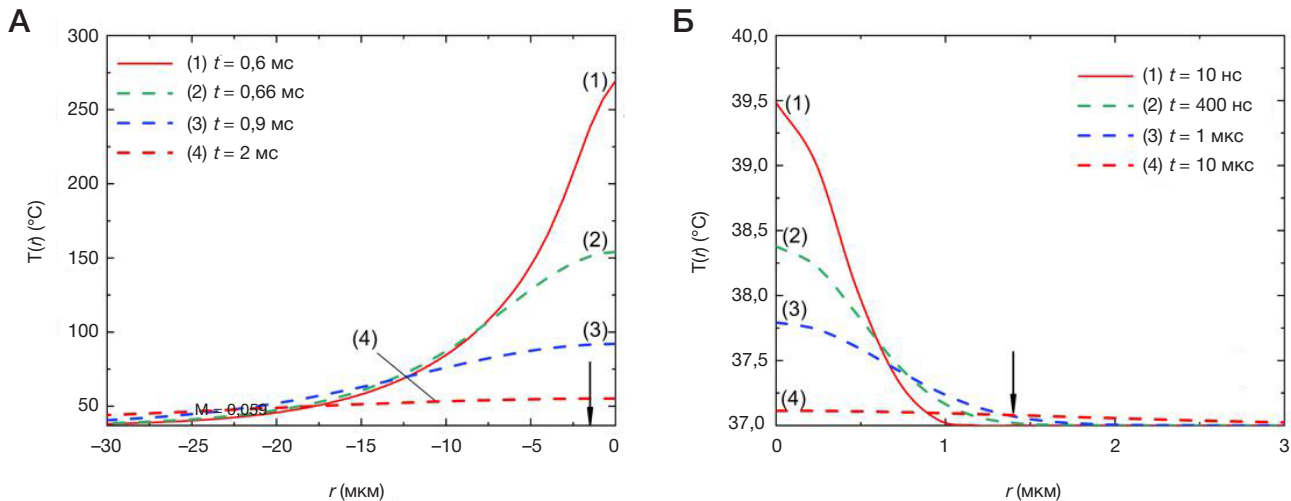 А
300
250
200
150
100
50
T(r) (°C)
(1) t = 0,6 мс
(2) t = 0,66 мс
(3) t = 0,9 мс
(4) t = 2 мс
(1)
(2)
(3)
(4)
M = 0,059
−30
−25
−20
−15
−10
−5
0
r (мкм)
Б
40,0
39,5
39,0
38,5
38,0
37,5
37,0
T(r) (°C)
(1) t = 10 нс
(2) t = 400 нс
(3) t = 1 мкс
(4) t = 10 мкс
(1)
(2)
(3)
(4)
0
1
2
3
r (мкм)